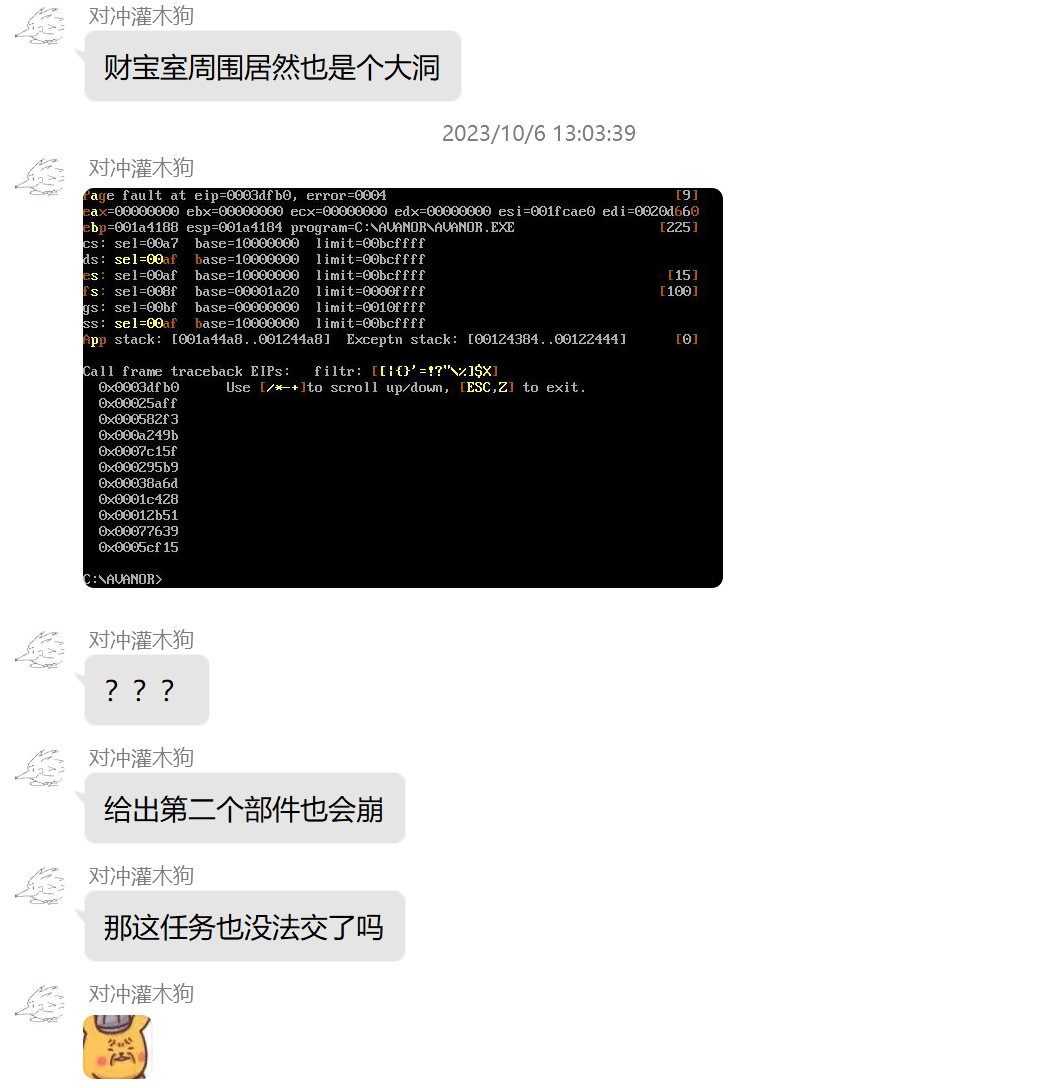 对冲灌木狗
财宝室周围居然也是个大洞
2023/10/6 13:03:39
对冲灌木狗
Page fault at eip=0003dfb0, error=0004 [9]
eax=00000000 ebx=00000000 ecx=00000000 edx=00000000 esi=001fcae0 edi=0020d660
ebp=001a4188 esp=001a4184 program=C:\AVANOR\AVANOR.EXE [225]
cs: sel=00a7 base=10000000 limit=00bcffff
ds: sel=00af base=10000000 limit=00bcffff
es: sel=00af base=10000000 limit=00bcffff [15]
fs: sel=008f base=00001a20 limit=0000ffff [100]
gs: sel=00bf base=00000000 limit=0010ffff
ss: sel=00af base=10000000 limit=00bcffff
App stack: [001a44a8..001244a8] Exceptn stack: [00124384..00122444] [0]
Call frame traceback EIPs: filtr: [[|{}'=!?"\%]$X]
0x0003dfb0 Use [/*-+]to scroll up/down, [ESC,Z] to exit.
0x00025aff
0x000582f3
0x000a249b
0x0007c15f
0x000295b9
0x00038a6d
0x0001c428
0x00012b51
0x00077639
0x0005cf15
C:\AVANOR>
对冲灌木狗
？？？
对冲灌木狗
给出第二个部件也会崩
对冲灌木狗
那这任务也没法交了吗
对冲灌木狗